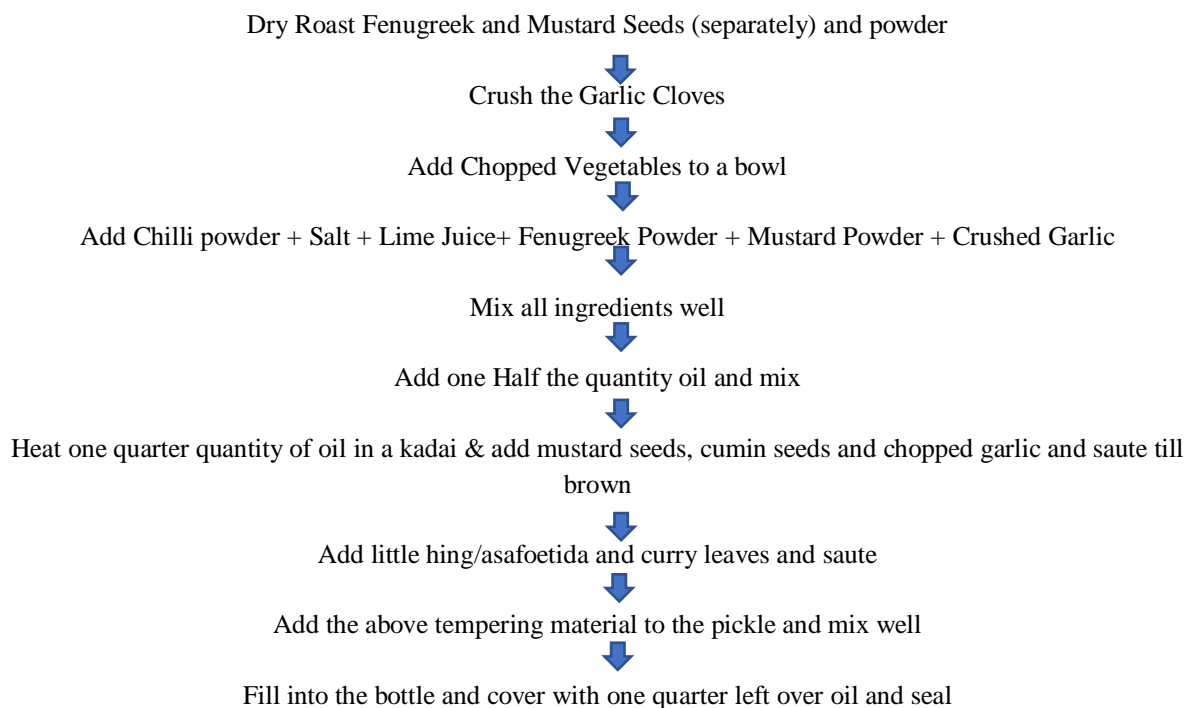 Dry Roast Fenugreek and Mustard Seeds (separately) and powder
Crush the Garlic Cloves
Add Chopped Vegetables to a bowl
Add Chilli powder + Salt + Lime Juice+ Fenugreek Powder + Mustard Powder + Crushed Garlic
Mix all ingredients well
Add one Half the quantity oil and mix
Heat one quarter quantity of oil in a kadai & add mustard seeds, cumin seeds and chopped garlic and saute till
brown
Add little hing/asafoetida and curry leaves and saute
Add the above tempering material to the pickle and mix well
Fill into the bottle and cover with one quarter left over oil and seal